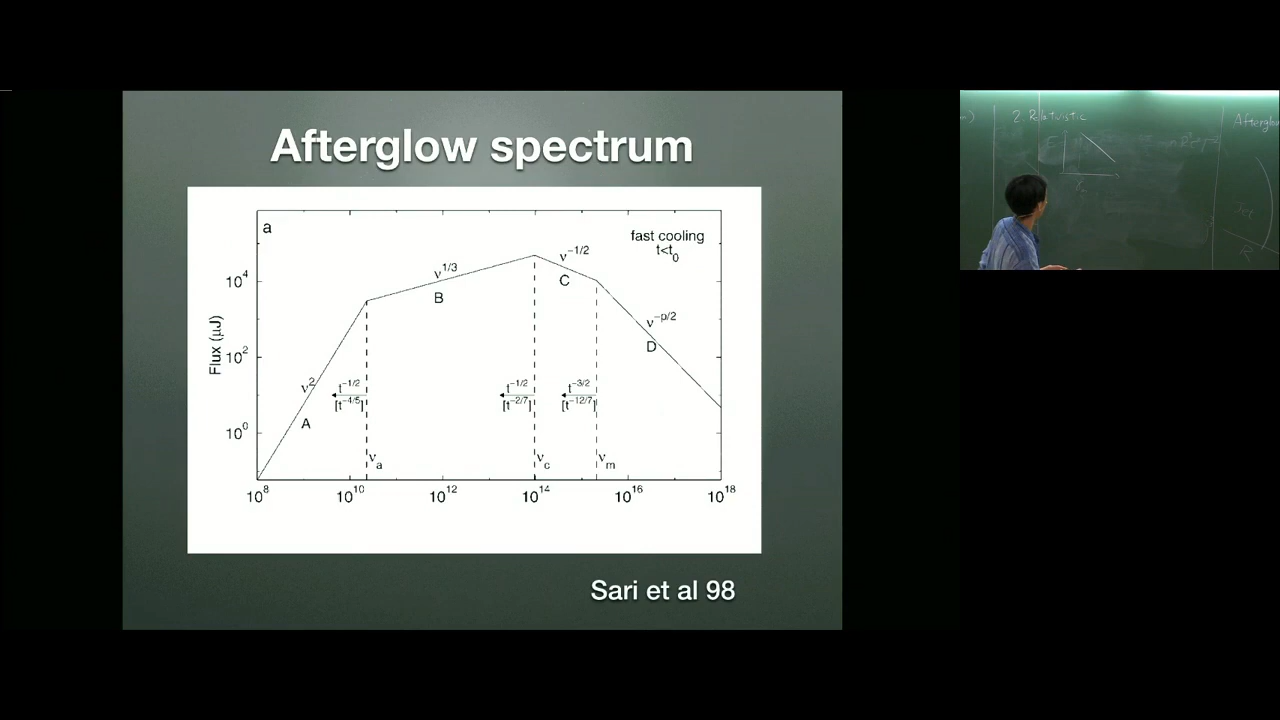 Afterglow spectrum
a
fast cooling
t<t0
ν^1/3
ν^-1/2
B
C
ν^-p/2
D
ν^2
A
t^-1/2
[t^-4/5]
t^-1/2
[t^-2/7]
t^-3/2
[t^-12/7]
νa
νc
νm
Flux (μJ)
10^4
10^2
10^0
10^8
10^10
10^12
10^14
10^16
10^18
Sari et al 98
2. Relativistic
Afterglow
R